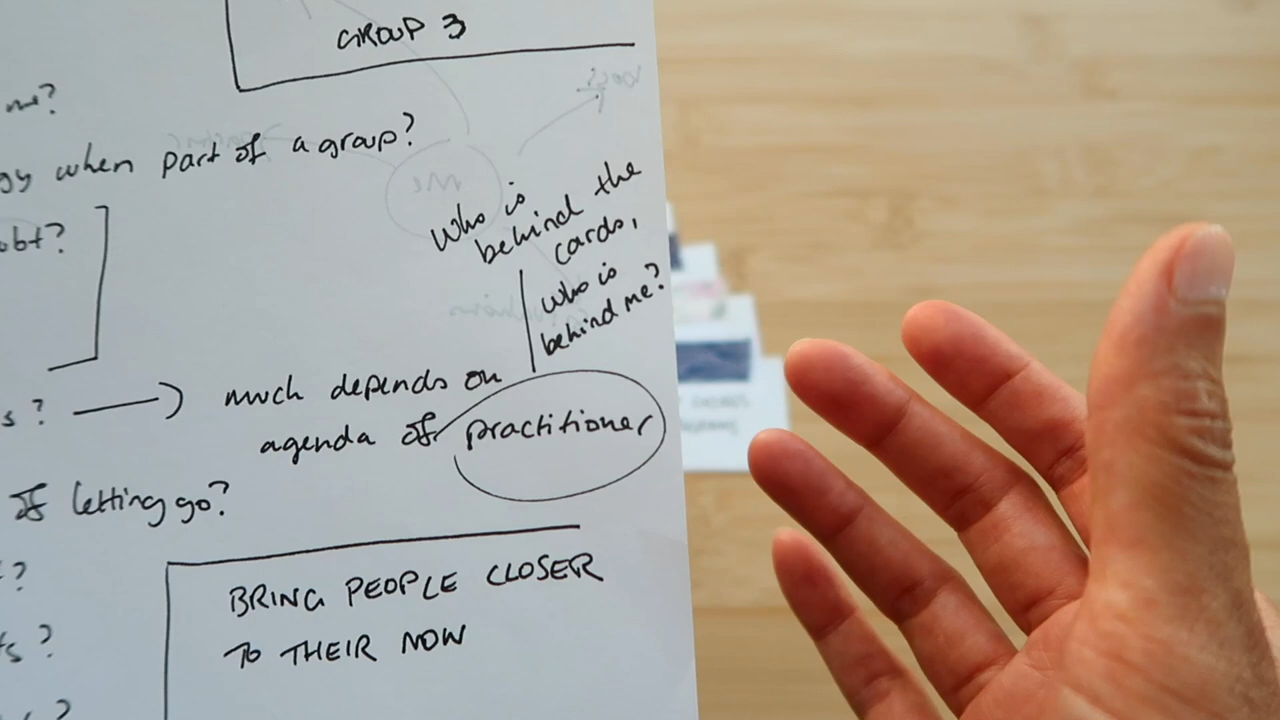 GROUP 3
me?
gy when part of a group?
obt?
Who is
behind the
cards,
who is
behind me?
s?
much depends on
agenda of practitioner
of letting go?
?
BRING PEOPLE CLOSER
TO THEIR NOW
s?
?